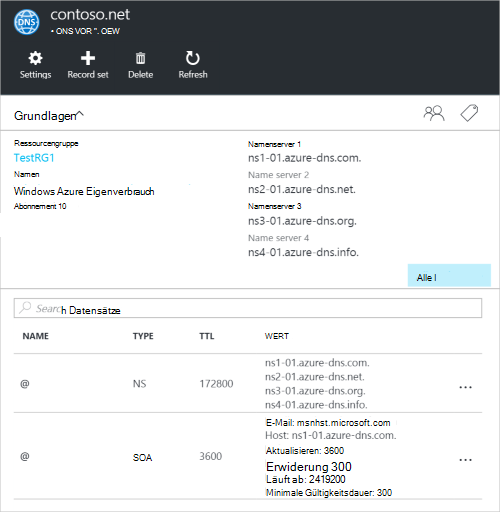 DNS
contoso.net
• ONS VOR ". OEW
Settings
Record set
Delete
Refresh
Grundlagen
Ressourcengruppe
TestRG1
Namen
Windows Azure Eigenverbrauch
Abonnement 10
Namenserver 1
ns1-01.azure-dns.com.
Name server 2
ns2-01.azure-dns.net.
Namenserver 3
ns3-01.azure-dns.org.
Name server 4
ns4-01.azure-dns.info.
Alle l
Search Datensätze
NAME TYPE TTL WERT
@ NS 172800 ns1-01.azure-dns.com.
ns2-01.azure-dns.net.
ns3-01.azure-dns.org.
ns4-01.azure-dns.info.
...
@ SOA 3600 E-Mail: msnhst.microsoft.com
Host: ns1-01.azure-dns.com.
Aktualisieren: 3600
Erwiderung 300
Läuft ab: 2419200
Minimale Gültigkeitsdauer: 300
...